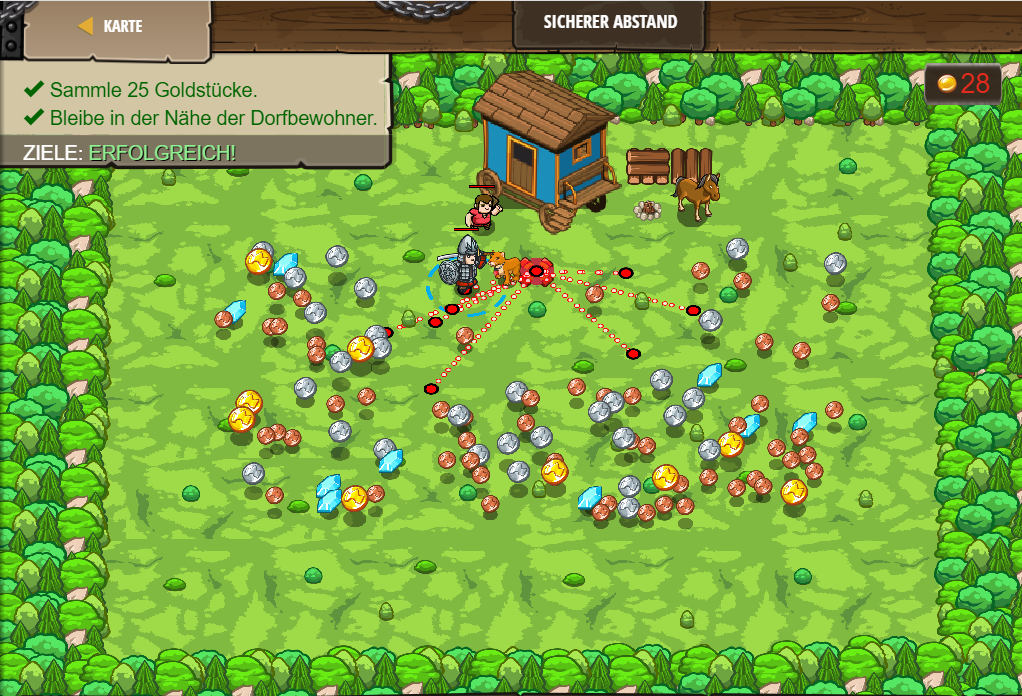 KARTE
SICHERER ABSTAND
Sammle 25 Goldstücke.
28
Bleibe in der Nähe der Dorfbewohner.
ZIELE: ERFOLGREICH!